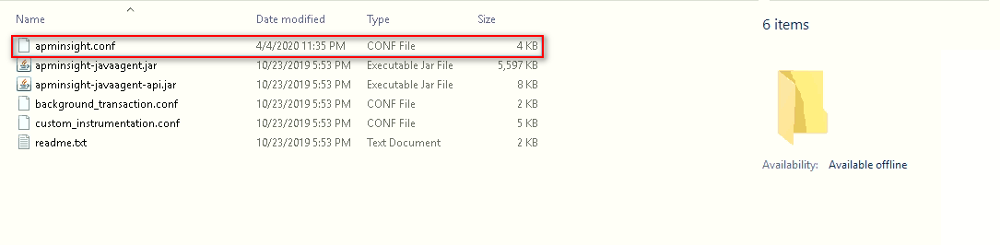 Name Date modified Type Size
apminsight.conf 4/4/2020 11:35 PM CONF File 4 KB
apminsight-javaagent.jar 10/23/2019 5:53 PM Executable Jar File 5,597 KB
apminsight-javaagent-api.jar 10/23/2019 5:53 PM Executable Jar File 8 KB
background_transaction.conf 10/23/2019 5:53 PM CONF File 2 KB
custom_instrumentation.conf 10/23/2019 5:53 PM CONF File 5 KB
readme.txt 10/23/2019 5:53 PM Text Document 2 KB
6 items
Availability: Available offline